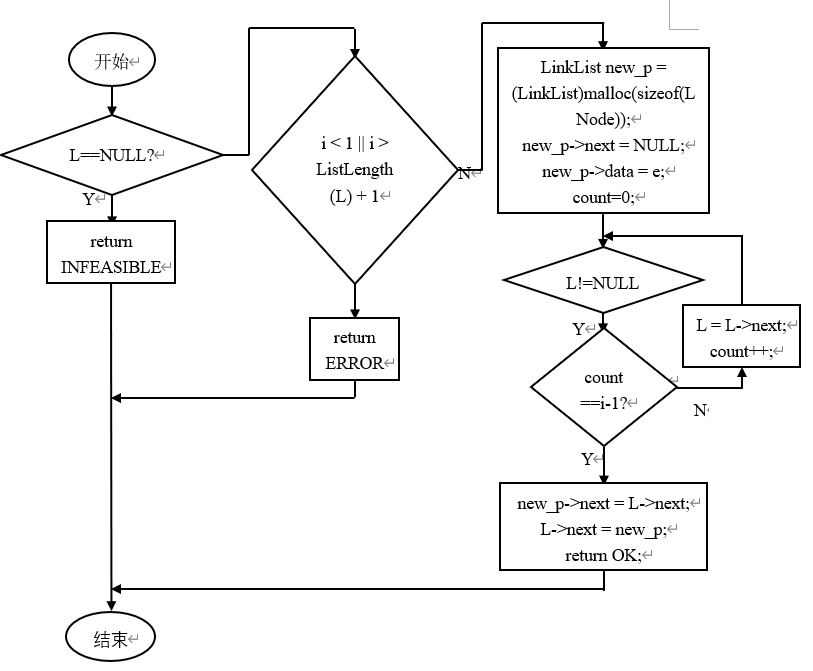 开始
L==NULL?
Y
return
INFEASIBLE
i < 1 || i >
ListLength
(L) + 1
N
return
ERROR
LinkList new_p =
(LinkList)malloc(sizeof(L
Node));
new_p->next = NULL;
new_p->data = e;
count=0;
L!=NULL
Y
L = L->next;
count++;
count
==i-1?
N
Y
new_p->next = L->next;
L->next = new_p;
return OK;
结束